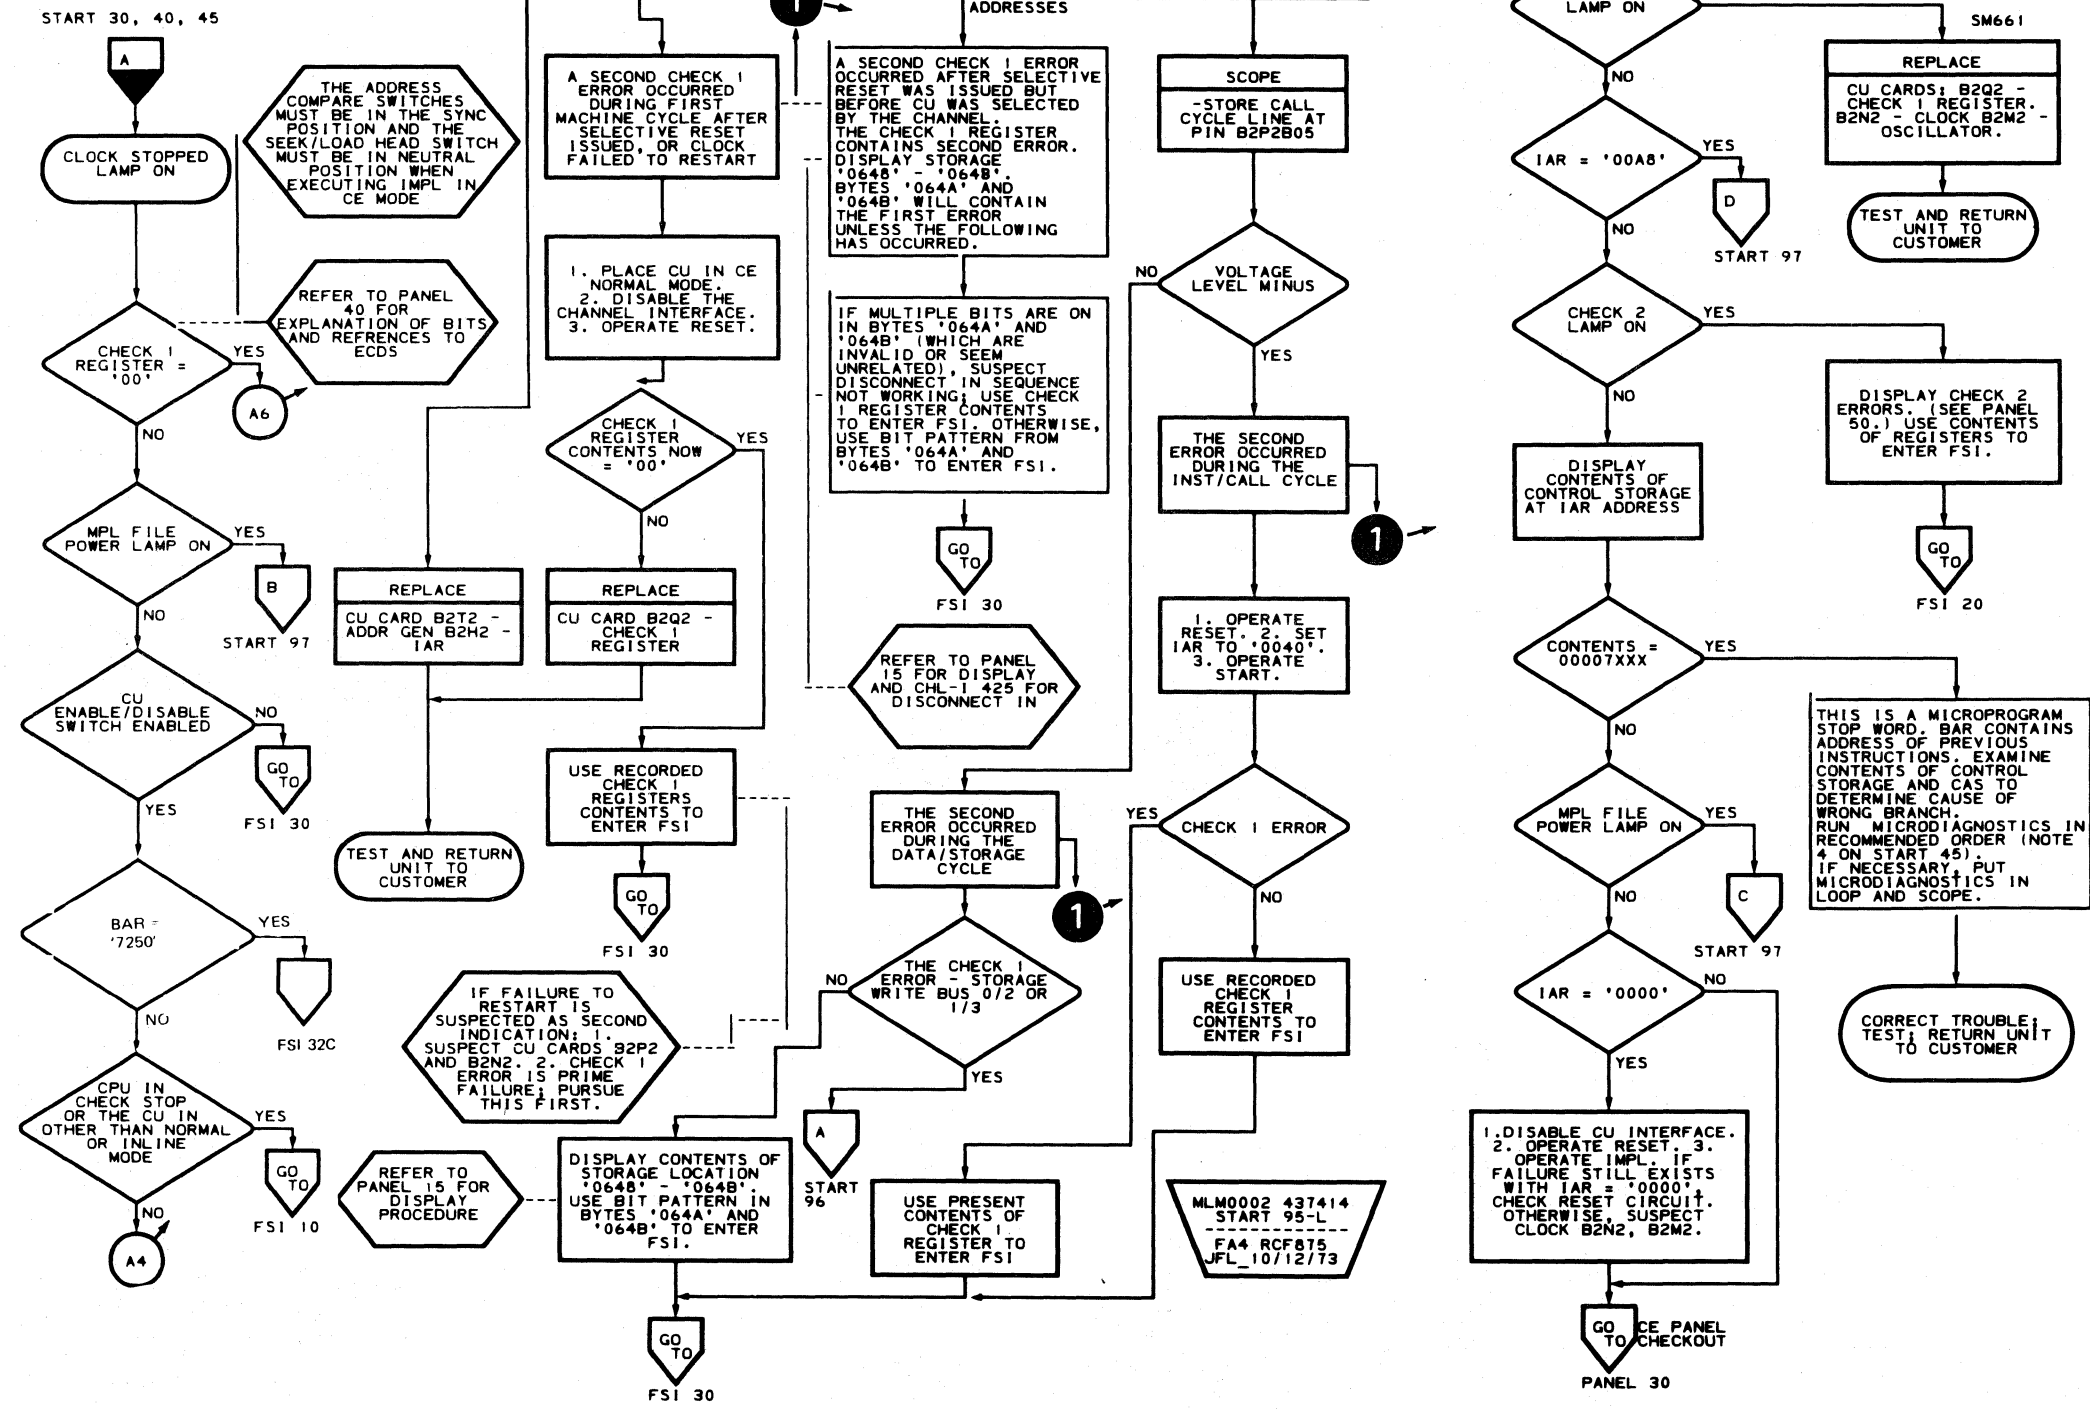 START 30, 40, 45
A
CLOCK STOPPED
LAMP ON
THE ADDRESS
COMPARE SWITCHES
MUST BE IN THE SYNC
POSITION AND THE
SEEK/LOAD HEAD SWITCH
MUST BE IN NEUTRAL
POSITION WHEN
EXECUTING IMPL IN
CE MODE
REFER TO PANEL
40 FOR
EXPLANATION OF BITS
AND REFRENCES TO
ECDS
CHECK 1
REGISTER =
'00'
YES
A6
NO
MPL FILE
POWER LAMP ON
YES
B
START 97
NO
CU
ENABLE/DISABLE
SWITCH ENABLED
NO
GO
TO
FSI 30
YES
BAR =
'7250'
YES
FSI 32C
NO
CPU IN
CHECK STOP
OR THE CU IN
OTHER THAN NORMAL
OR INLINE
MODE
YES
GO
TO
FSI 10
NO
A4
REPLACE
CU CARD B2T2 -
ADDR GEN B2H2 -
IAR
TEST AND RETURN
UNIT TO
CUSTOMER
A SECOND CHECK 1
ERROR OCCURRED
DURING FIRST
MACHINE CYCLE AFTER
SELECTIVE RESET
ISSUED, OR CLOCK
FAILED TO RESTART
1. PLACE CU IN CE
NORMAL MODE.
2. DISABLE THE
CHANNEL INTERFACE.
3. OPERATE RESET.
CHECK 1
REGISTER
CONTENTS NOW
= '00'
YES
NO
REPLACE
CU CARD B2Q2 -
CHECK 1
REGISTER
USE RECORDED
CHECK 1
REGISTERS
CONTENTS TO
ENTER FSI
GO
TO
FSI 30
IF FAILURE TO
RESTART IS
SUSPECTED AS SECOND
INDICATION: 1.
SUSPECT CU CARDS B2P2
AND B2N2. 2. CHECK 1
ERROR IS PRIME
FAILURE; PURSUE
THIS FIRST.
REFER TO
PANEL 15 FOR
DISPLAY
PROCEDURE
DISPLAY CONTENTS OF
STORAGE LOCATION
'0648' - '064B'.
USE BIT PATTERN IN
BYTES '064A' AND
'064B' TO ENTER
FSI.
GO
TO
FSI 30
1
ADDRESSES
A SECOND CHECK 1 ERROR
OCCURRED AFTER SELECTIVE
RESET WAS ISSUED BUT
BEFORE CU WAS SELECTED
BY THE CHANNEL.
THE CHECK 1 REGISTER
CONTAINS SECOND ERROR.
DISPLAY STORAGE
'0648' - '064B'.
BYTES '064A' AND
'064B' WILL CONTAIN
THE FIRST ERROR
UNLESS THE FOLLOWING
HAS OCCURRED.
IF MULTIPLE BITS ARE ON
IN BYTES '064A' AND
'064B' (WHICH ARE
INVALID OR SEEM
UNRELATED), SUSPECT
DISCONNECT IN SEQUENCE
NOT WORKING; USE CHECK
1 REGISTER CONTENTS
TO ENTER FSI. OTHERWISE,
USE BIT PATTERN FROM
BYTES '064A' AND
'064B' TO ENTER FSI.
GO
TO
FSI 30
REFER TO PANEL
15 FOR DISPLAY
AND CHL-I 425 FOR
DISCONNECT IN
THE SECOND
ERROR OCCURRED
DURING THE
DATA/STORAGE
CYCLE
1
THE CHECK 1
ERROR - STORAGE
WRITE BUS 0/2 OR
1/3
NO
YES
A
START
96
USE PRESENT
CONTENTS OF
CHECK 1
REGISTER TO
ENTER FSI
SCOPE
-STORE CALL
CYCLE LINE AT
PIN B2P2B05
VOLTAGE
LEVEL MINUS
NO
YES
THE SECOND
ERROR OCCURRED
DURING THE
INST/CALL CYCLE
1
1. OPERATE
RESET. 2. SET
IAR TO '0040'.
3. OPERATE
START.
CHECK 1 ERROR
YES
NO
USE RECORDED
CHECK 1
REGISTER
CONTENTS TO
ENTER FSI
MLM0002 437414
START 95-L
FA4 RCF875
JFL_10/12/73
LAMP ON
SM661
REPLACE
CU CARDS; B2Q2 -
CHECK 1 REGISTER.
B2N2 - CLOCK B2M2 -
OSCILLATOR.
TEST AND RETURN
UNIT TO
CUSTOMER
NO
IAR = '00A8'
YES
D
START 97
NO
CHECK 2
LAMP ON
YES
DISPLAY CHECK 2
ERRORS. (SEE PANEL
50.) USE CONTENTS
OF REGISTERS TO
ENTER FSI.
GO
TO
FSI 20
NO
DISPLAY
CONTENTS OF
CONTROL STORAGE
AT IAR ADDRESS
CONTENTS =
00007XXX
YES
THIS IS A MICROPROGRAM
STOP WORD. BAR CONTAINS
ADDRESS OF PREVIOUS
INSTRUCTIONS. EXAMINE
CONTENTS OF CONTROL
STORAGE AND CAS TO
DETERMINE CAUSE OF
WRONG BRANCH.
RUN MICRODIAGNOSTICS IN
RECOMMENDED ORDER (NOTE
4 ON START 45).
IF NECESSARY, PUT
MICRODIAGNOSTICS IN
LOOP AND SCOPE.
CORRECT TROUBLE;
TEST; RETURN UNIT
TO CUSTOMER
NO
MPL FILE
POWER LAMP ON
YES
C
START 97
NO
IAR = '0000'
NO
YES
1.DISABLE CU INTERFACE.
2. OPERATE RESET. 3.
OPERATE IMPL. IF
FAILURE STILL EXISTS
WITH IAR = '0000',
CHECK RESET CIRCUIT.
OTHERWISE, SUSPECT
CLOCK B2N2, B2M2.
GO
TO
CE PANEL
CHECKOUT
PANEL 30